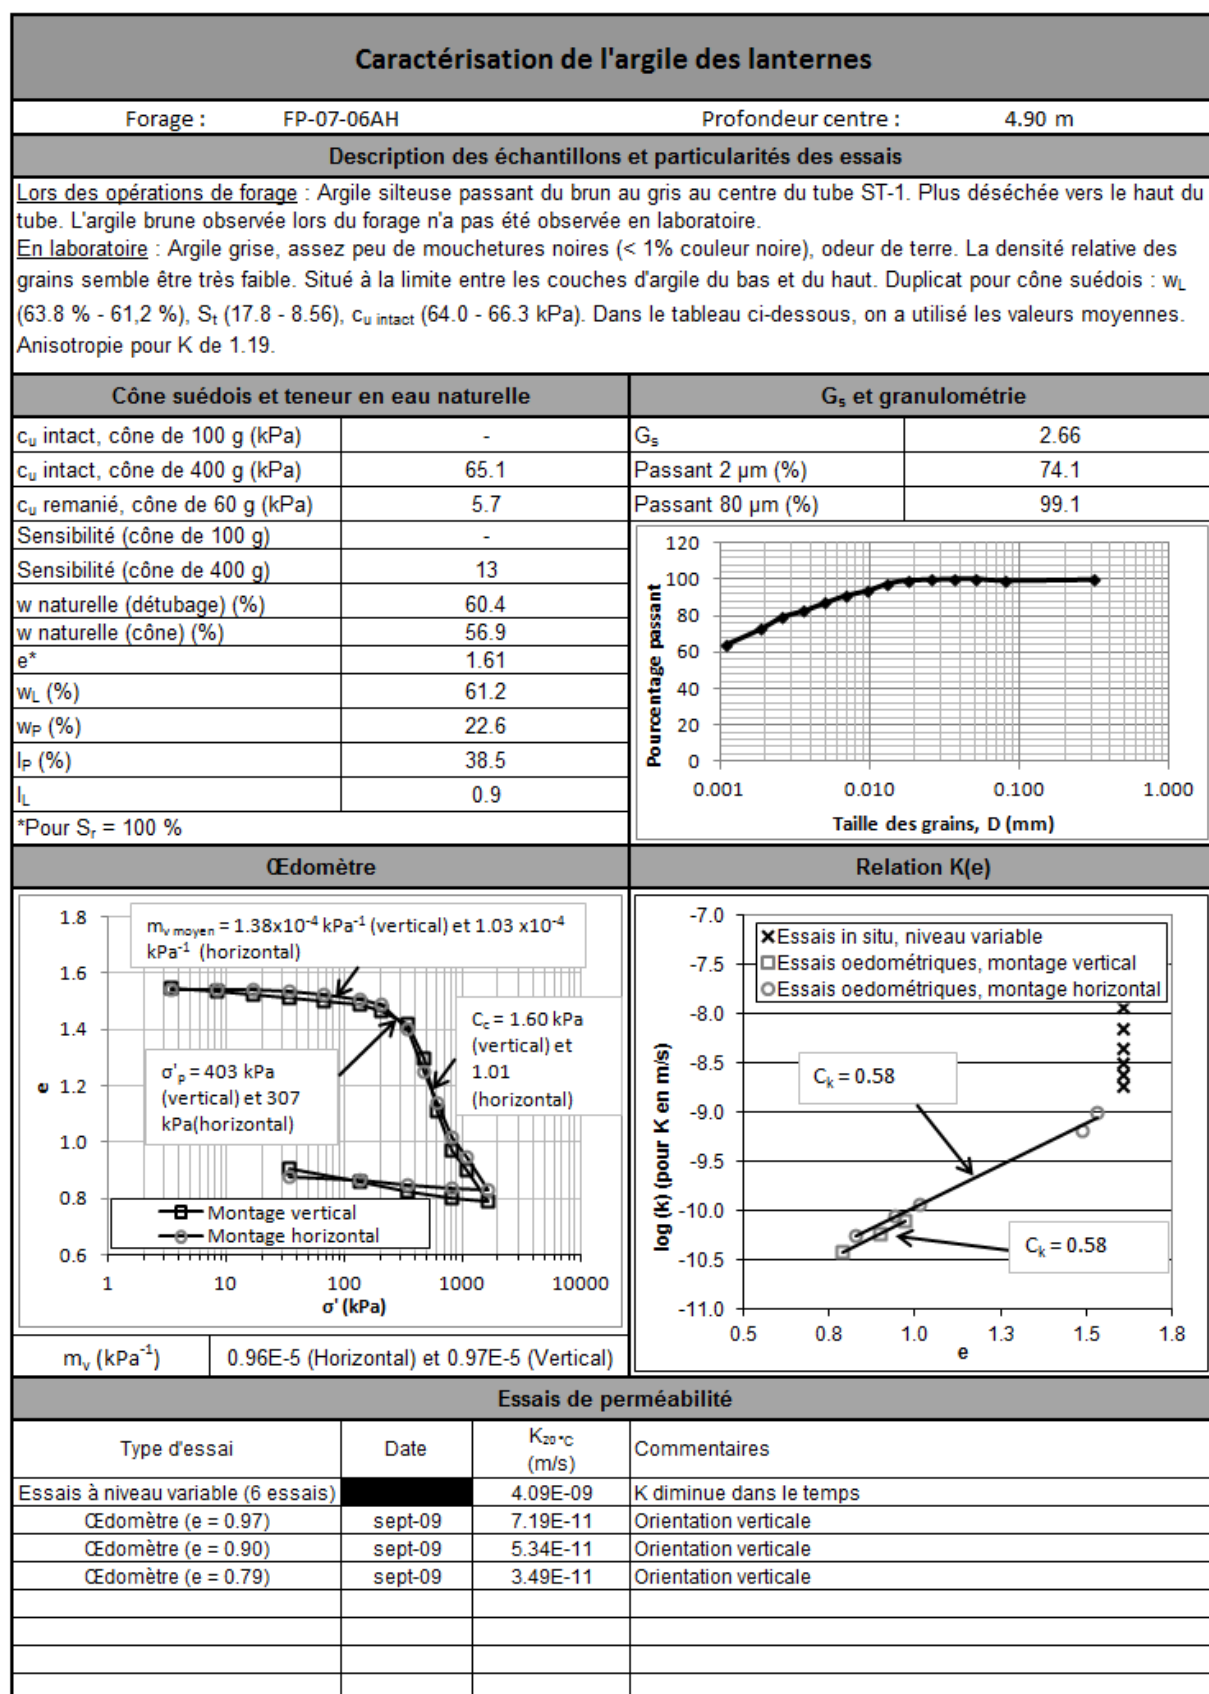 Caractérisation de l'argile des lanternes
Forage : FP-07-06AH Profondeur centre : 4.90 m
Description des échantillons et particularités des essais
Lors des opérations de forage : Argile silteuse passant du brun au gris au centre du tube ST-1. Plus déséchée vers le haut du
tube. L'argile brune observée lors du forage n'a pas été observée en laboratoire.
En laboratoire : Argile grise, assez peu de mouchetures noires (< 1% couleur noire), odeur de terre. La densité relative des
grains semble être très faible. Situé à la limite entre les couches d'argile du bas et du haut. Duplicat pour cône suédois : wL
(63.8 % - 61,2 %), St (17.8 - 8.56), cu intact (64.0 - 66.3 kPa). Dans le tableau ci-dessous, on a utilisé les valeurs moyennes.
Anisotropie pour K de 1.19.
Cône suédois et teneur en eau naturelle
cu intact, cône de 100 g (kPa) -
cu intact, cône de 400 g (kPa) 65.1
cu remanié, cône de 60 g (kPa) 5.7
Sensibilité (cône de 100 g) -
Sensibilité (cône de 400 g) 13
w naturelle (détubage) (%) 60.4
w naturelle (cône) (%) 56.9
e* 1.61
wL (%) 61.2
wP (%) 22.6
IP (%) 38.5
IL 0.9
*Pour Sr = 100 %
Gs et granulométrie
Gs 2.66
Passant 2 µm (%) 74.1
Passant 80 µm (%) 99.1
Pourcentage passant
120
100
80
60
40
20
0
0.001 0.010 0.100 1.000
Taille des grains, D (mm)
Œdomètre
e
1.8
1.6
1.4
1.2
1.0
0.8
0.6
mv moyen = 1.38x10-4 kPa-1 (vertical) et 1.03 x10-4
kPa-1 (horizontal)
σ'p = 403 kPa
(vertical) et 307
kPa(horizontal)
Cc = 1.60 kPa
(vertical) et
1.01
(horizontal)
Montage vertical
Montage horizontal
1 10 100 1000 10000
σ' (kPa)
mv (kPa-1) 0.96E-5 (Horizontal) et 0.97E-5 (Vertical)
Relation K(e)
log (k) (pour K en m/s)
-7.0
-7.5
-8.0
-8.5
-9.0
-9.5
-10.0
-10.5
-11.0
Essais in situ, niveau variable
Essais oedométriques, montage vertical
Essais oedométriques, montage horizontal
Ck = 0.58
Ck = 0.58
0.5 0.8 1.0 1.3 1.5 1.8
e
Essais de perméabilité
Type d'essai Date K20°C (m/s) Commentaires
Essais à niveau variable (6 essais) 4.09E-09 K diminue dans le temps
Œdomètre (e = 0.97) sept-09 7.19E-11 Orientation verticale
Œdomètre (e = 0.90) sept-09 5.34E-11 Orientation verticale
Œdomètre (e = 0.79) sept-09 3.49E-11 Orientation verticale